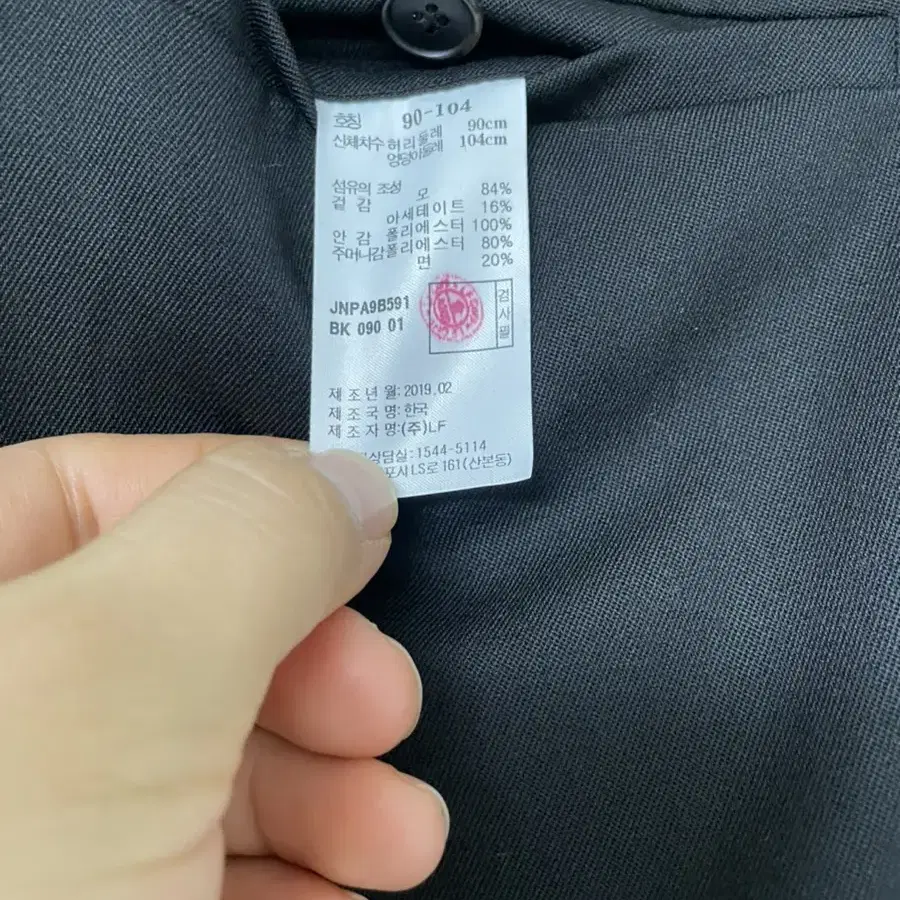 호칭 90-104
신체치수 허리둘레 90cm
엉덩이둘레 104cm
섬유의 조성
겉감 모 84%
아세테이트 16%
안감 폴리에스터 100%
주머니감 폴리에스터 80%
면 20%
JNPA9B591
BK 090 01
검사필
제조년월: 2019.02
제조국명: 한국
제조자명: (주)LF
상담실: 1544-5114
포시 LS로 161(산본동)